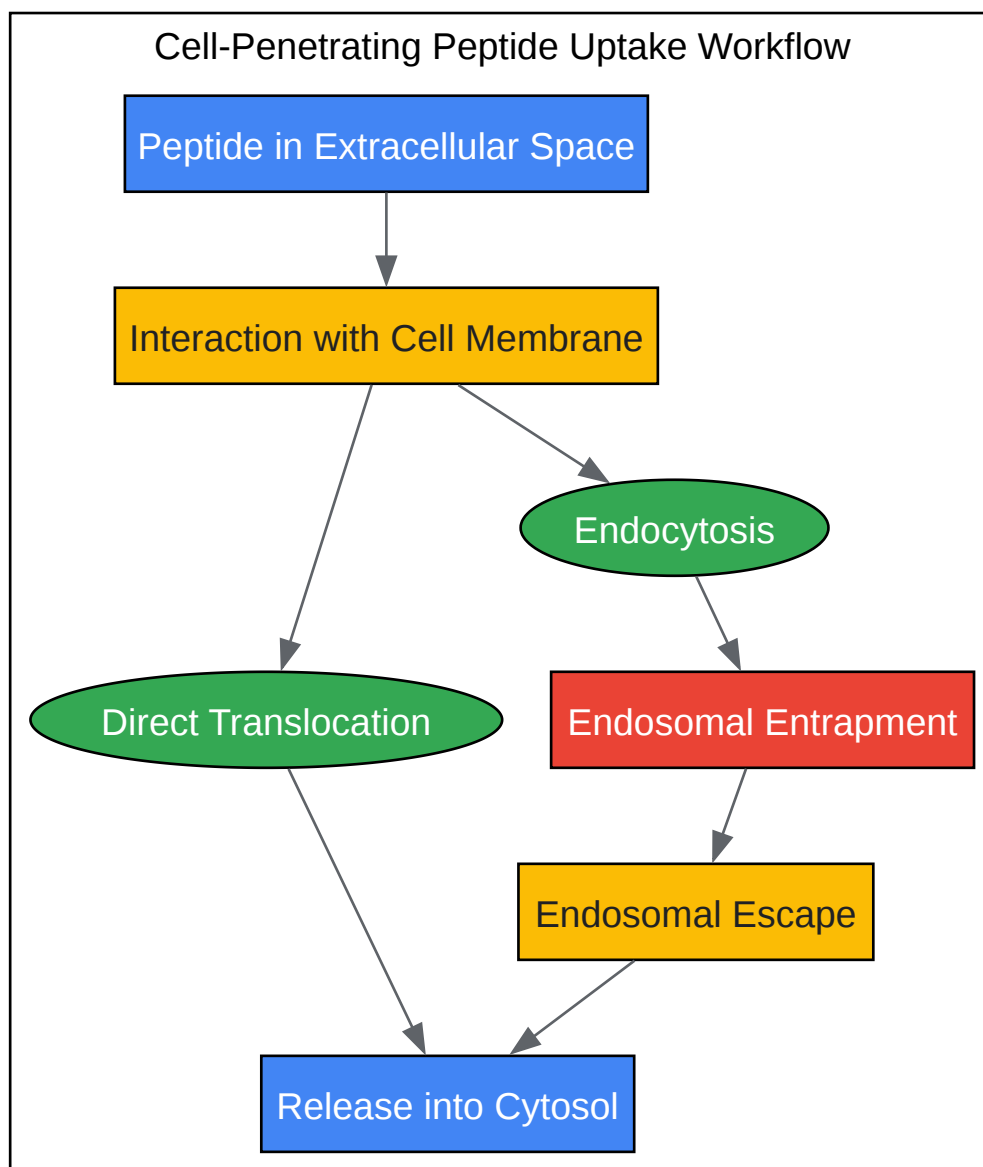 Cell-Penetrating Peptide Uptake Workflow
Peptide in Extracellular Space
Interaction with Cell Membrane
Endocytosis
Direct Translocation
Endosomal Entrapment
Endosomal Escape
Release into Cytosol